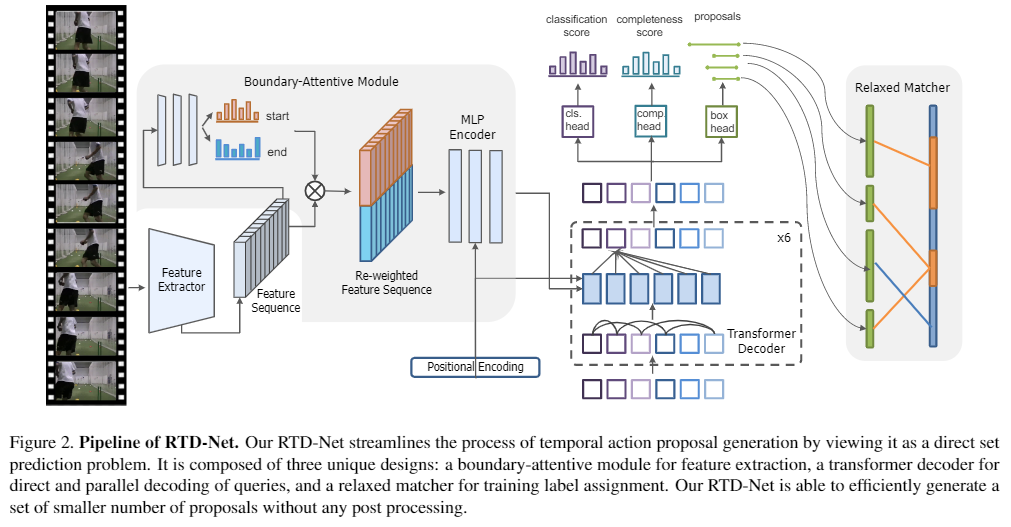 classification
score
completeness
score
proposals
Boundary-Attentive Module
start
end
MLP
Encoder
cls.
head
comp.
head
box
head
Relaxed Matcher
Feature
Extractor
Feature
Sequence
Re-weighted
Feature Sequence
x6
Transformer
Decoder
Positional Encoding
Figure 2. Pipeline of RTD-Net. Our RTD-Net streamlines the process of temporal action proposal generation by viewing it as a direct set
prediction problem. It is composed of three unique designs: a boundary-attentive module for feature extraction, a transformer decoder for
direct and parallel decoding of queries, and a relaxed matcher for training label assignment. Our RTD-Net is able to efficiently generate a
set of smaller number of proposals without any post processing.